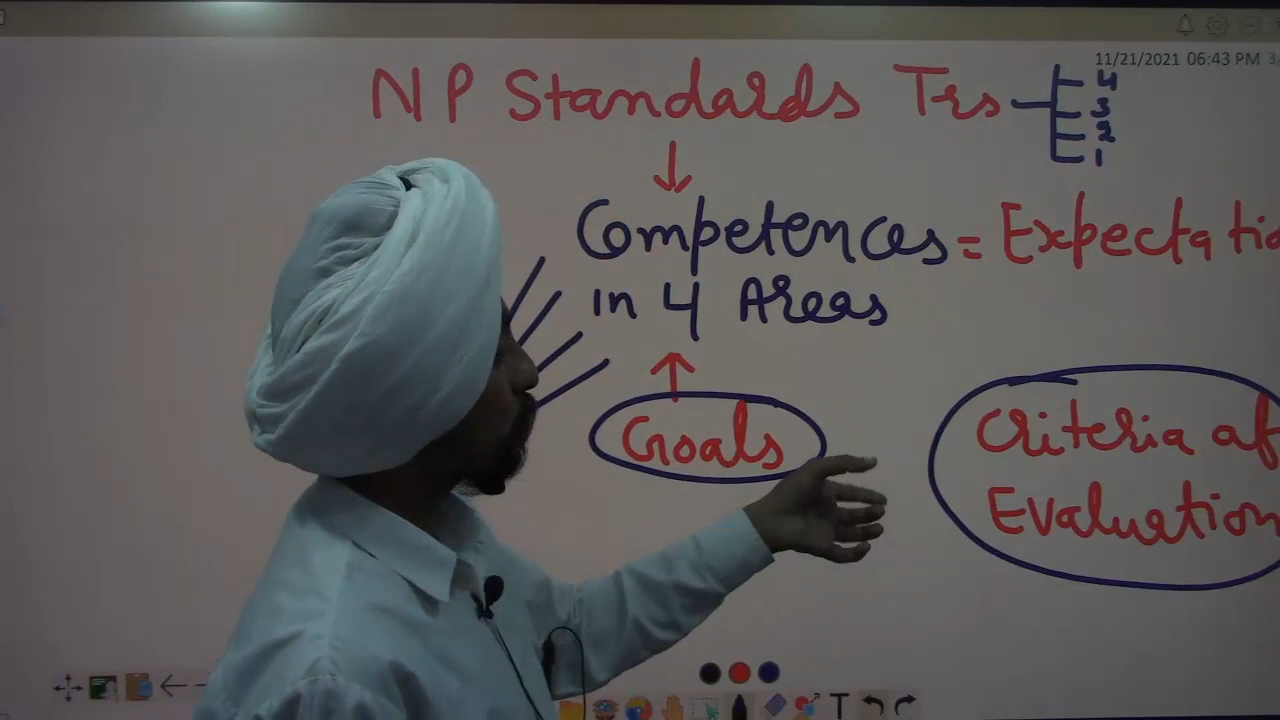 11/21/2021 06:43 PM
NP Standards Trs
4
3
2
1
Competences = Expectatio
in 4 Areas
Goals
Criteria of
Evaluation
T